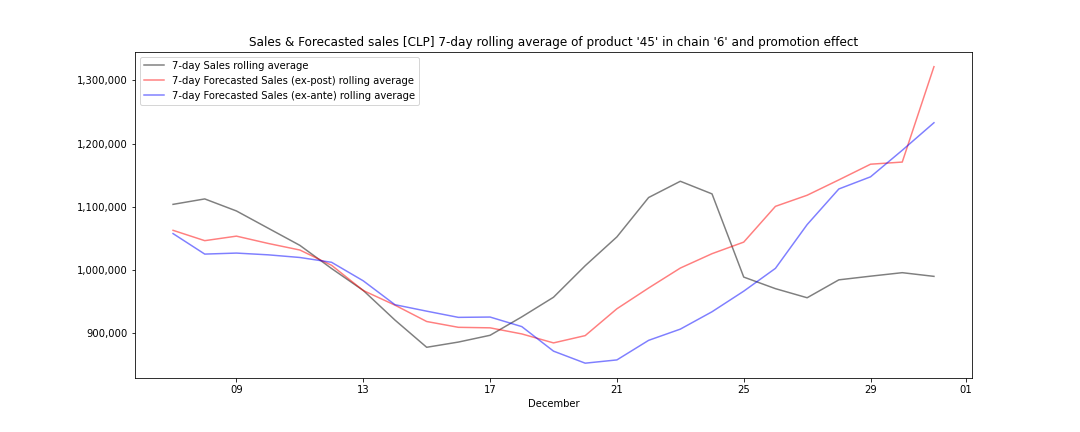 Sales & Forecasted sales [CLP] 7-day rolling average of product '45' in chain '6' and promotion effect
7-day Sales rolling average
7-day Forecasted Sales (ex-post) rolling average
7-day Forecasted Sales (ex-ante) rolling average
1,300,000
1,200,000
1,100,000
1,000,000
900,000
09 13 17 21 25 29 01
December